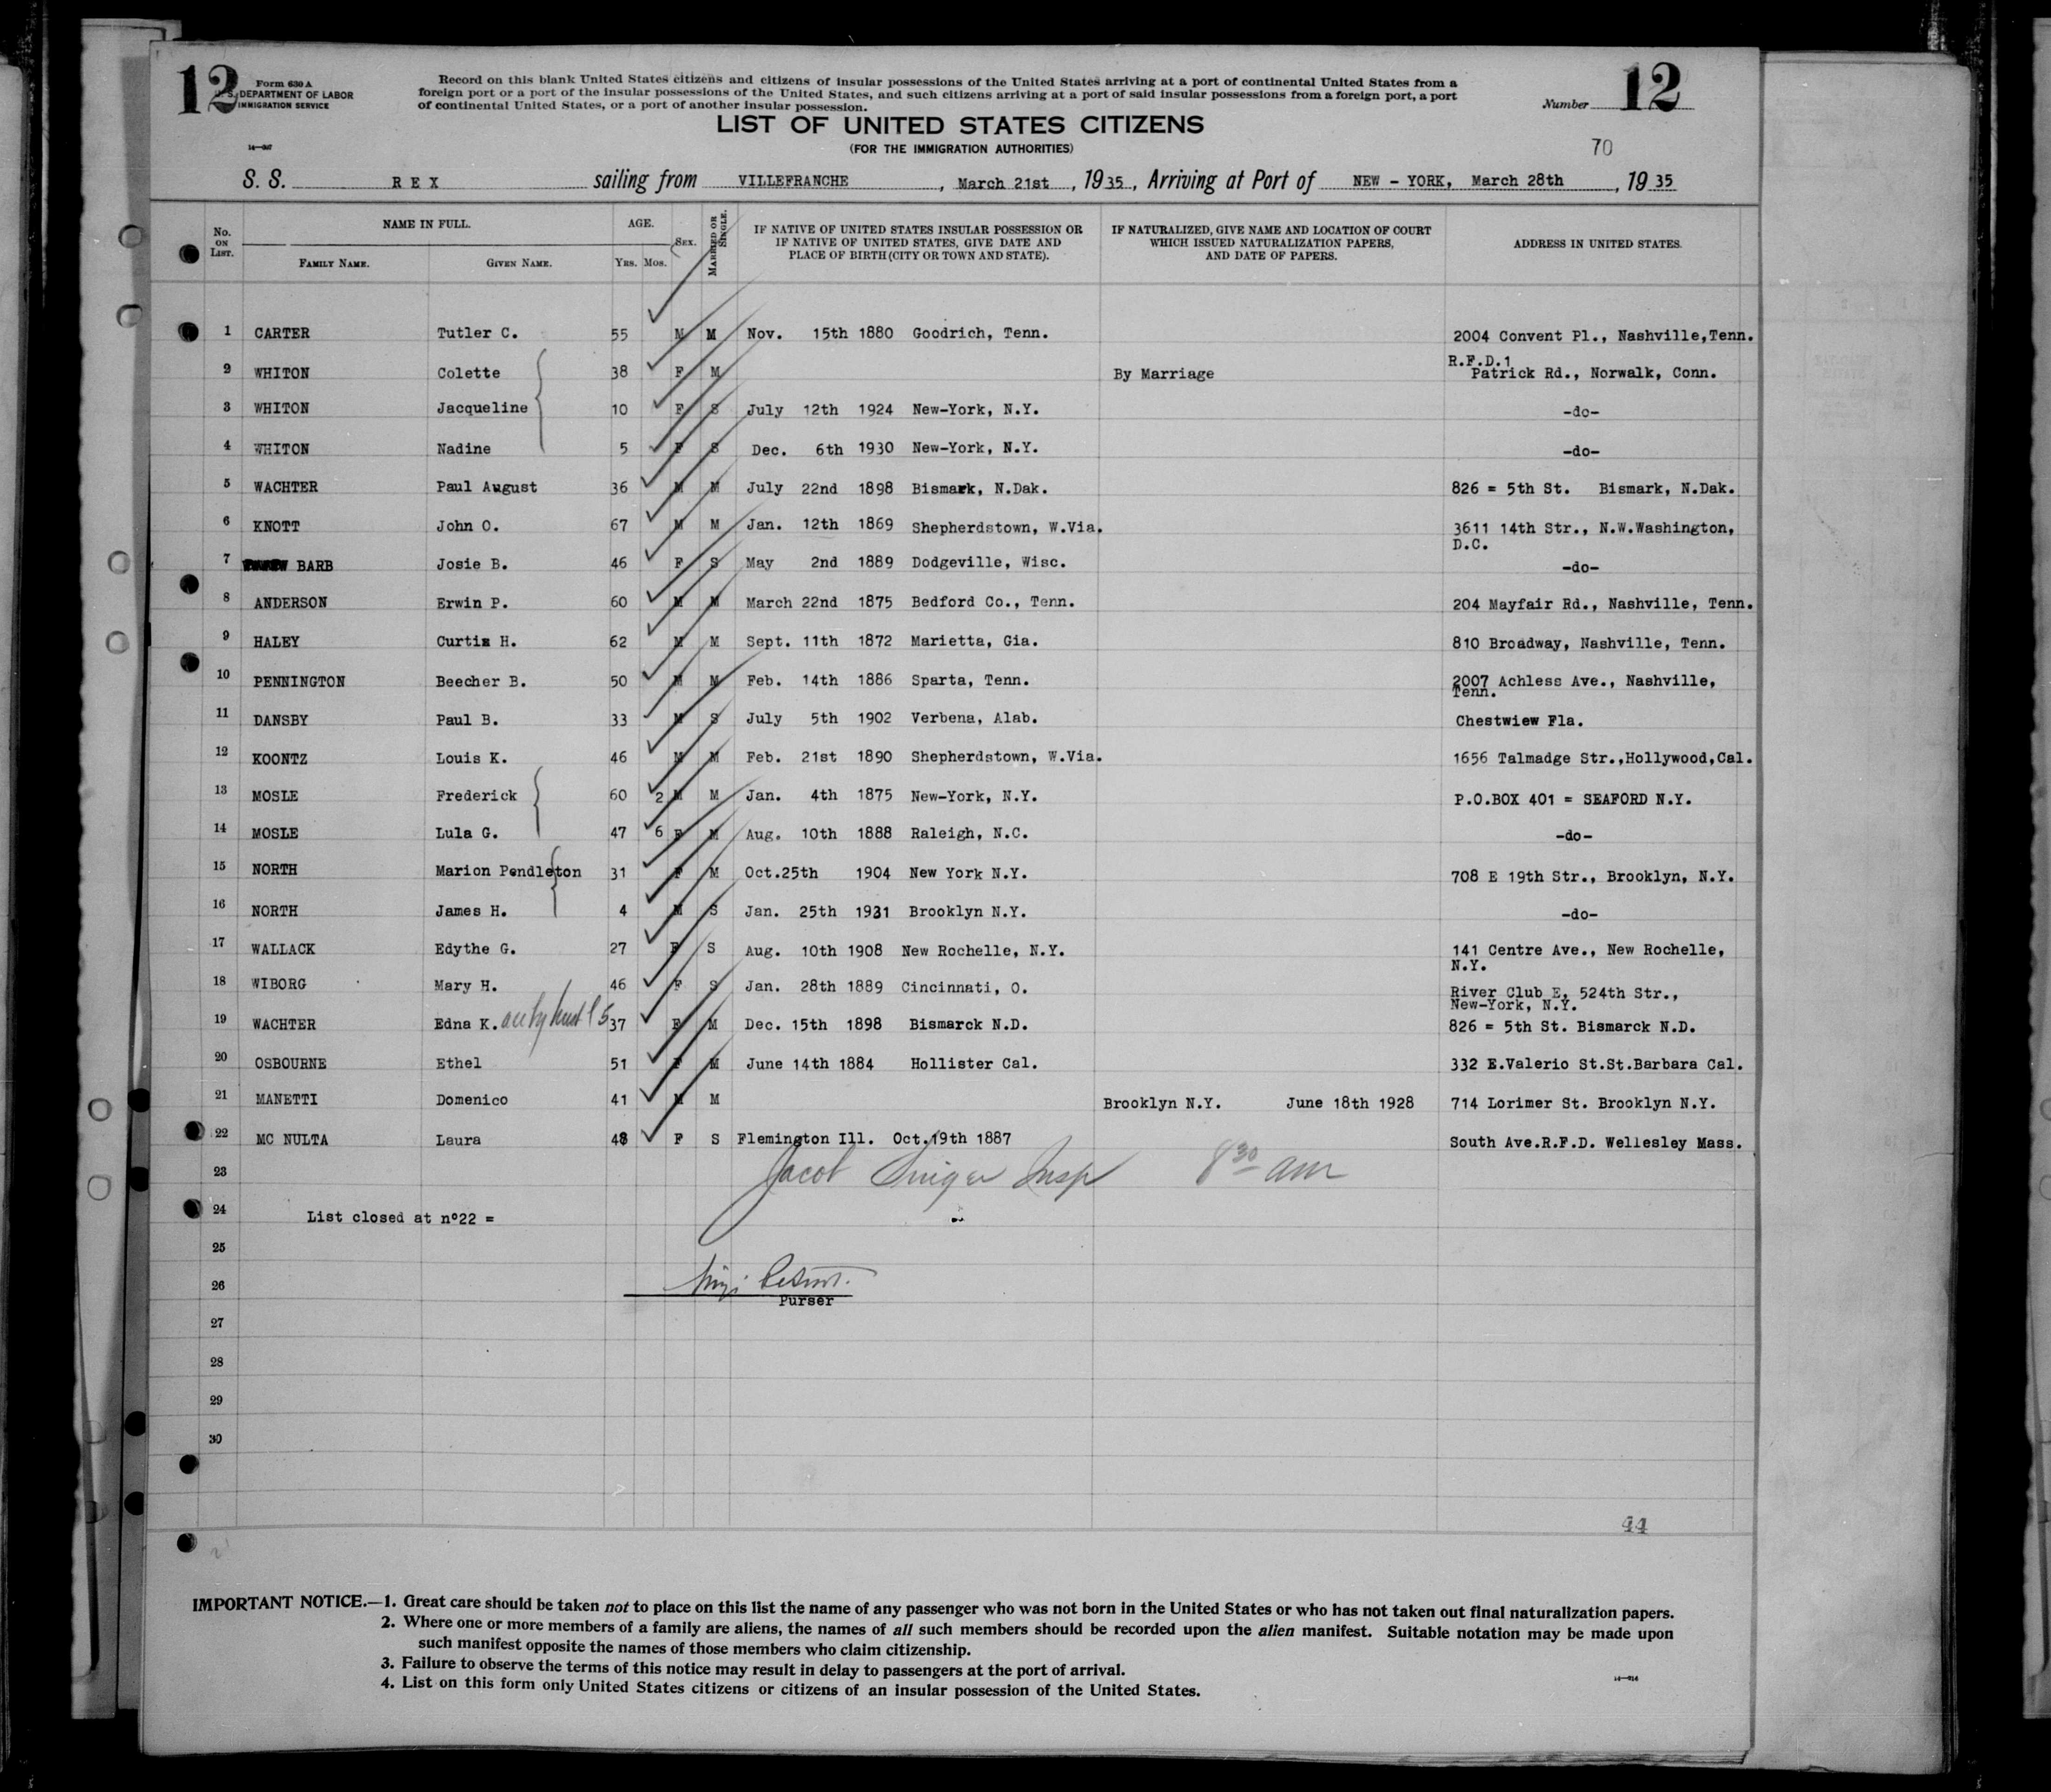 12 Form 630 A
U. S. DEPARTMENT OF LABOR
IMMIGRATION SERVICE
Record on this blank United States citizens and citizens of insular possessions of the United States arriving at a port of continental United States from a
foreign port or a port of the insular possessions of the United States, and such citizens arriving at a port of said insular possessions from a foreign port, a port
of continental United States, or a port of another insular possession.
Number 12
LIST OF UNITED STATES CITIZENS
(FOR THE IMMIGRATION AUTHORITIES)
70
S. S. REX sailing from VILLEFRANCHE, March 21st, 1935, Arriving at Port of NEW - YORK, March 28th, 1935
No. ON LIST. NAME IN FULL. FAMILY NAME. GIVEN NAME. AGE. YRS. MOS. SEX. MARRIED OR SINGLE. IF NATIVE OF UNITED STATES INSULAR POSSESSION OR IF NATIVE OF UNITED STATES, GIVE DATE AND PLACE OF BIRTH (CITY OR TOWN AND STATE). IF NATURALIZED, GIVE NAME AND LOCATION OF COURT WHICH ISSUED NATURALIZATION PAPERS, AND DATE OF PAPERS. ADDRESS IN UNITED STATES.
1 CARTER Tutler C. 55 M M Nov. 15th 1880 Goodrich, Tenn. 2004 Convent Pl., Nashville,Tenn.
2 WHITON Colette 38 F M By Marriage R.F.D.1 Patrick Rd., Norwalk, Conn.
3 WHITON Jacqueline 10 F S July 12th 1924 New-York, N.Y. -do-
4 WHITON Nadine 5 F S Dec. 6th 1930 New-York, N.Y. -do-
5 WACHTER Paul August 36 M M July 22nd 1898 Bismark, N.Dak. 826 = 5th St. Bismark, N.Dak.
6 KNOTT John O. 67 M M Jan. 12th 1869 Shepherdstown, W.Via. 3611 14th Str., N.W.Washington, D.C.
7 BARB Josie B. 46 F S May 2nd 1889 Dodgeville, Wisc. -do-
8 ANDERSON Erwin P. 60 M M March 22nd 1875 Bedford Co., Tenn. 204 Mayfair Rd., Nashville, Tenn.
9 HALEY Curtis H. 62 M M Sept. 11th 1872 Marietta, Gia. 810 Broadway, Nashville, Tenn.
10 PENNINGTON Beecher B. 50 M M Feb. 14th 1886 Sparta, Tenn. 2007 Achless Ave., Nashville, Tenn.
11 DANSBY Paul B. 33 M S July 5th 1902 Verbena, Alab. Chestwiew Fla.
12 KOONTZ Louis K. 46 M M Feb. 21st 1890 Shepherdstown, W.Via. 1656 Talmadge Str.,Hollywood,Cal.
13 MOSLE Frederick 60 2 M M Jan. 4th 1875 New-York, N.Y. P.O.BOX 401 = SEAFORD N.Y.
14 MOSLE Lula G. 47 6 F M Aug. 10th 1888 Raleigh, N.C. -do-
15 NORTH Marion Pendleton 31 F M Oct.25th 1904 New York N.Y. 708 E 19th Str., Brooklyn, N.Y.
16 NORTH James H. 4 M S Jan. 25th 1931 Brooklyn N.Y. -do-
17 WALLACK Edythe G. 27 F S Aug. 10th 1908 New Rochelle, N.Y. 141 Centre Ave., New Rochelle, N.Y.
18 WIBORG Mary H. 46 F S Jan. 28th 1889 Cincinnati, O. River Club E, 524th Str., New-York, N.Y.
19 WACHTER Edna K. 37 F M Dec. 15th 1898 Bismarck N.D. 826 = 5th St. Bismarck N.D.
20 OSBOURNE Ethel 51 F M June 14th 1884 Hollister Cal. 332 E.Valerio St.St.Barbara Cal.
21 MANETTI Domenico 41 M M Brooklyn N.Y. June 18th 1928 714 Lorimer St. Brooklyn N.Y.
22 MC NULTA Laura 48 F S Flemington Ill. Oct.19th 1887 South Ave.R.F.D. Wellesley Mass.
23 Jacob Insp 8 30 am
24 List closed at nº22 =
25
26
Purser
27
28
29
30
44
IMPORTANT NOTICE.—1. Great care should be taken not to place on this list the name of any passenger who was not born in the United States or who has not taken out final naturalization papers.
2. Where one or more members of a family are aliens, the names of all such members should be recorded upon the alien manifest. Suitable notation may be made upon
such manifest opposite the names of those members who claim citizenship.
3. Failure to observe the terms of this notice may result in delay to passengers at the port of arrival.
4. List on this form only United States citizens or citizens of an insular possession of the United States.